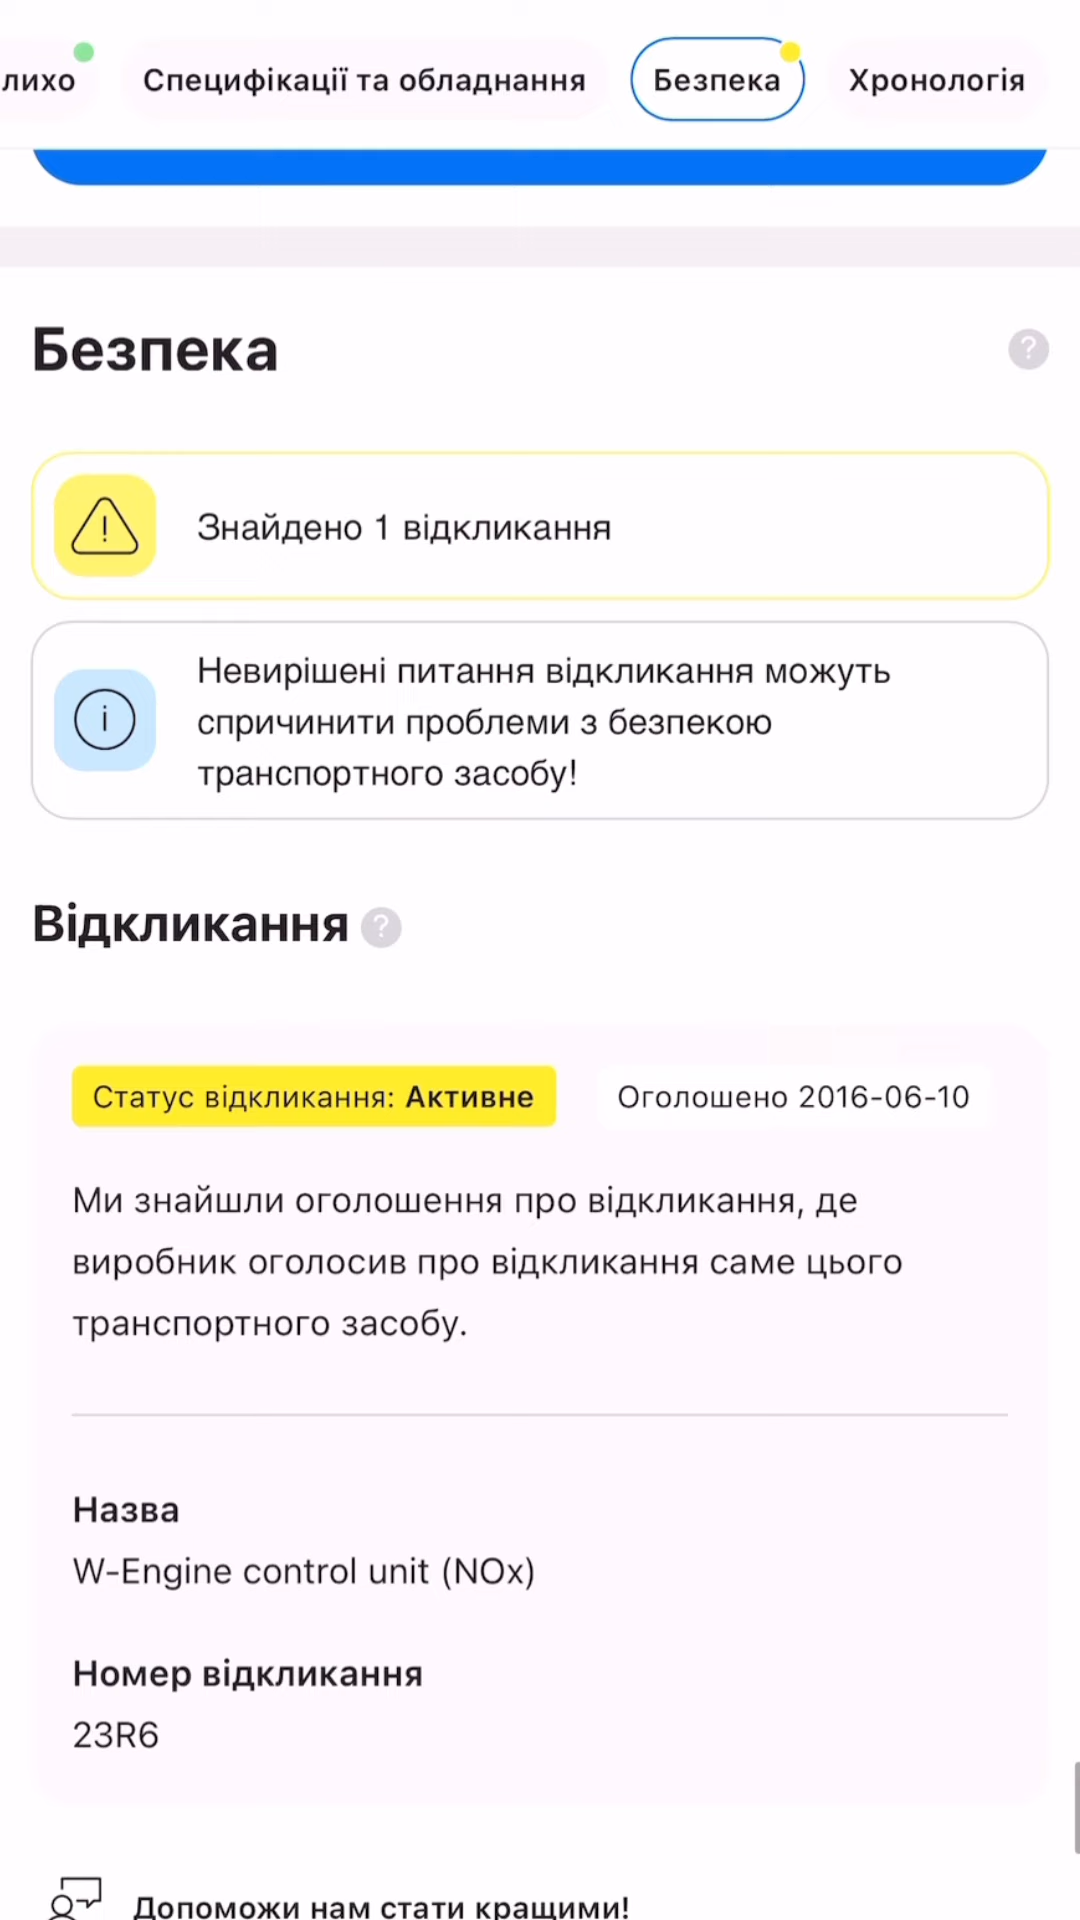 лихо
Специфікації та обладнання
Безпека
Хронологія
Безпека
?
!
Знайдено 1 відкликання
i
Невирішені питання відкликання можуть
спричинити проблеми з безпекою
транспортного засобу!
Відкликання ?
Статус відкликання: Активне
Оголошено 2016-06-10
Ми знайшли оголошення про відкликання, де
виробник оголосив про відкликання саме цього
транспортного засобу.
Назва
W-Engine control unit (NOx)
Номер відкликання
23R6
Допоможи нам стати кращими!